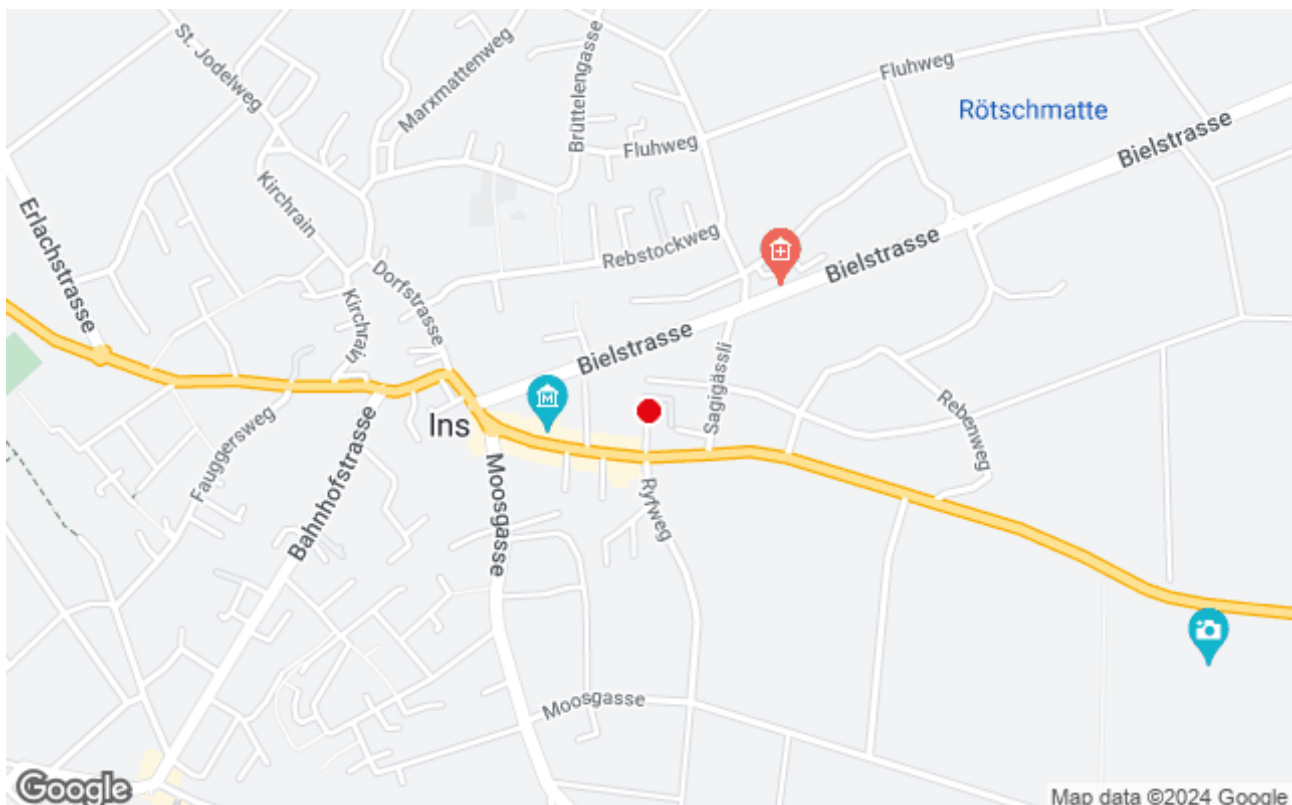 St. Jodelweg
Marxmattenweg
Brüttelengasse
Fluhweg
Rötschmatte
Bielstrasse
Fluhweg
Kirchrain
Erlachstrasse
Rebstockweg
Bielstrasse
Dorfstrasse
Kirchrain
Bielstrasse
M
Sagigässli
Rebenweg
Ins
Fauggersweg
Bahnhofstrasse
Moosgasse
Ryfweg
Moosgasse
Google
Map data ©2024 Google